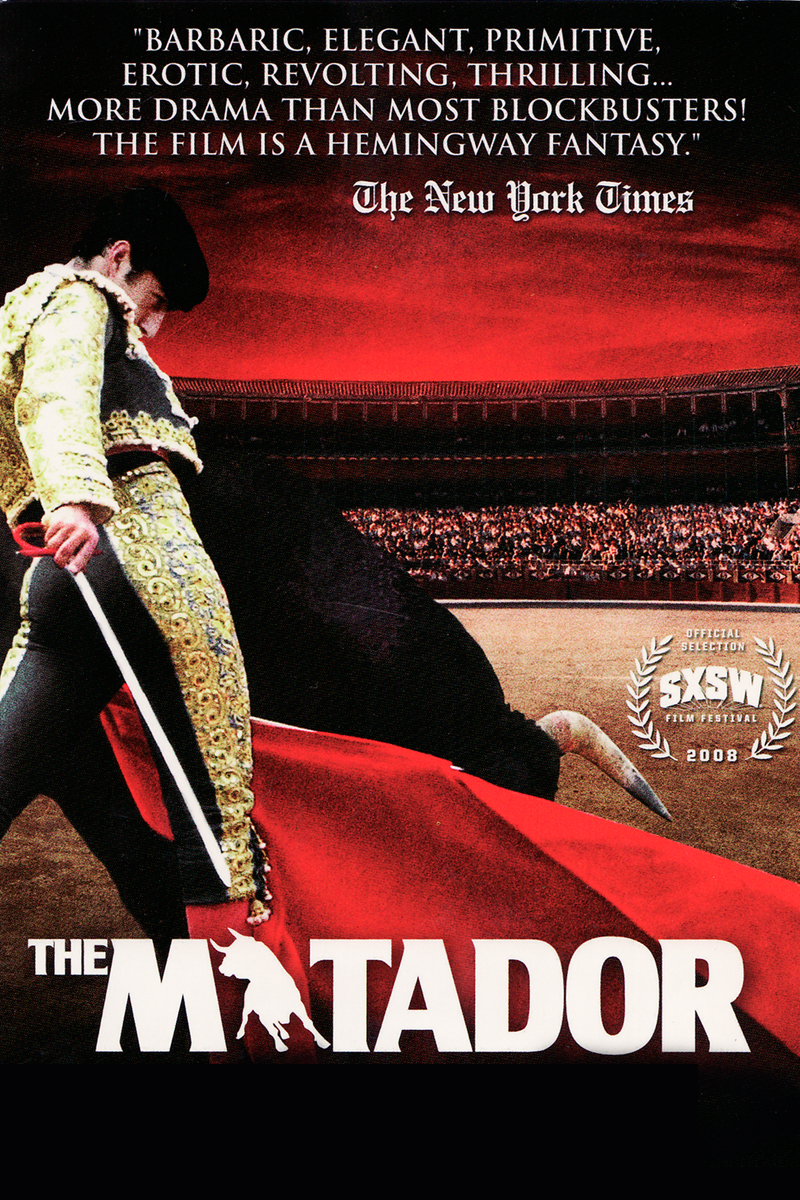 "BARBARIC, ELEGANT, PRIMITIVE,
EROTIC, REVOLTING, THRILLING...
MORE DRAMA THAN MOST BLOCKBUSTERS!
THE FILM IS A HEMINGWAY FANTASY."
The New York Times
OFFICIAL
SELECTION
SXSW
FILM FESTIVAL
2008
THE MATADOR